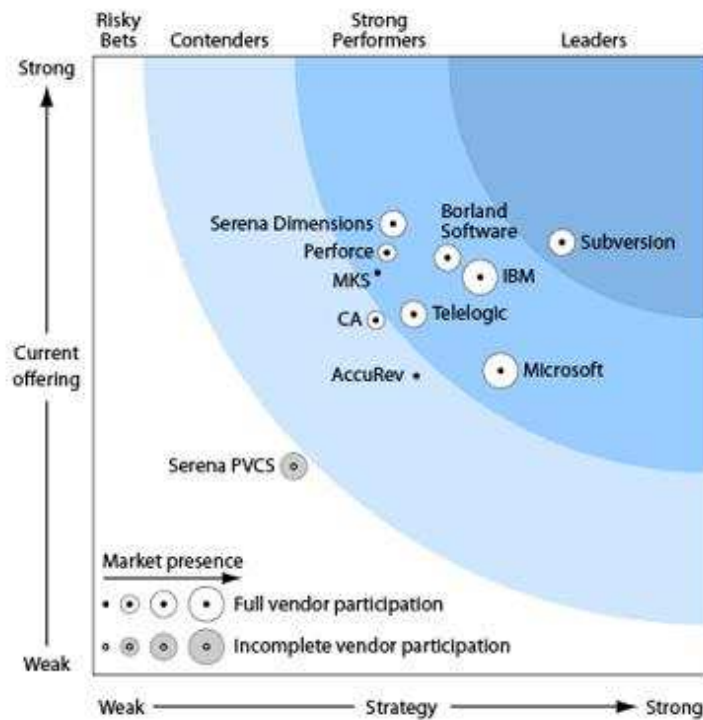 Risky
Bets
Contenders
Strong
Performers
Leaders
Strong
Current
offering
Weak
Serena Dimensions
Borland
Software
Subversion
Perforce
MKS
IBM
CA
Telelogic
AccuRev
Microsoft
Serena PVCS
Market presence
Full vendor participation
Incomplete vendor participation
Weak
Strategy
Strong